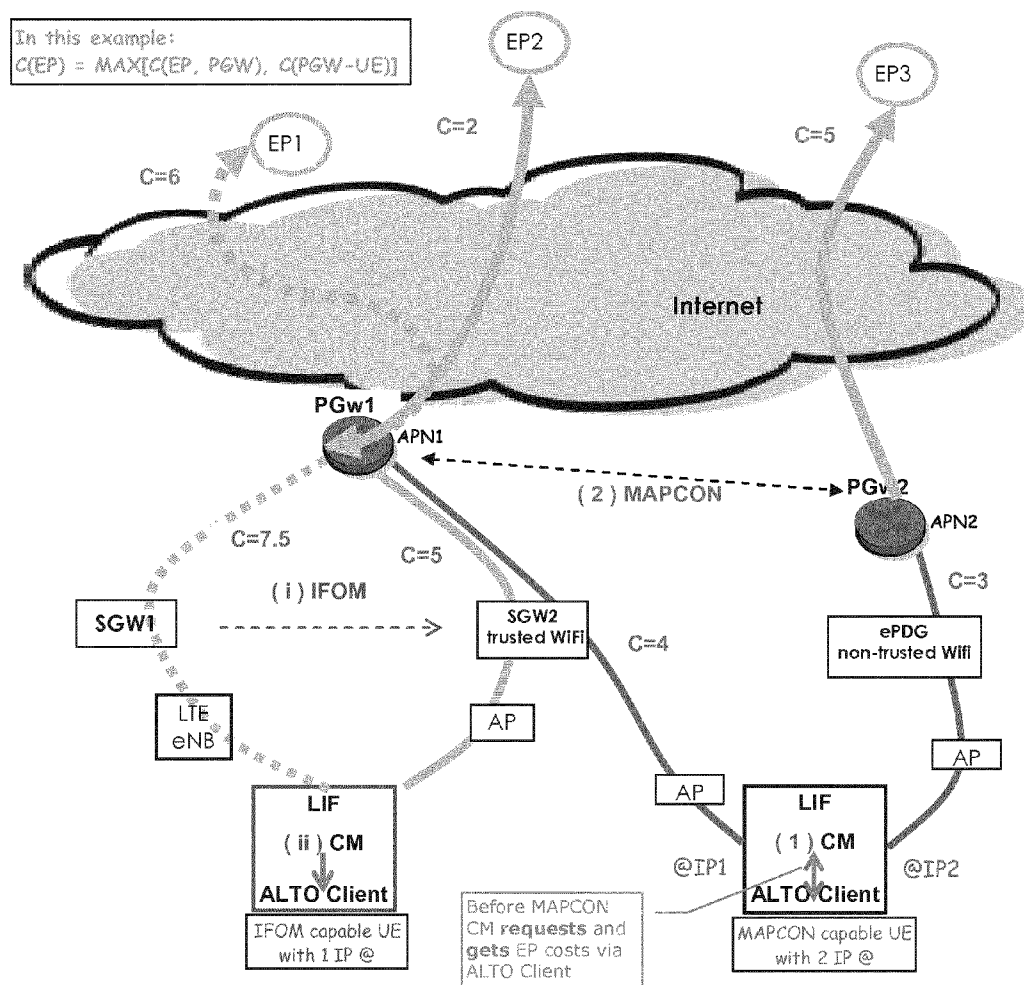 In this example:
C(EP) = MAX[C(EP, PGW), C(PGW-UE)]
EP2
EP3
C=2
C=5
EP1
C=6
Internet
PGw1
APN1
( 2 ) MAPCON
PGw2
APN2
C=7.5
C=5
C=3
( i ) IFOM
SGW1
SGW2
trusted WiFi
C=4
ePDG
non-trusted Wifi
LTE
eNB
AP
AP
AP
LIF
( ii ) CM
ALTO Client
LIF
( 1 ) CM
ALTO Client
@IP1
@IP2
IFOM capable UE
with 1 IP @
Before MAPCON
CM requests and
gets EP costs via
ALTO Client
MAPCON capable UE
with 2 IP @